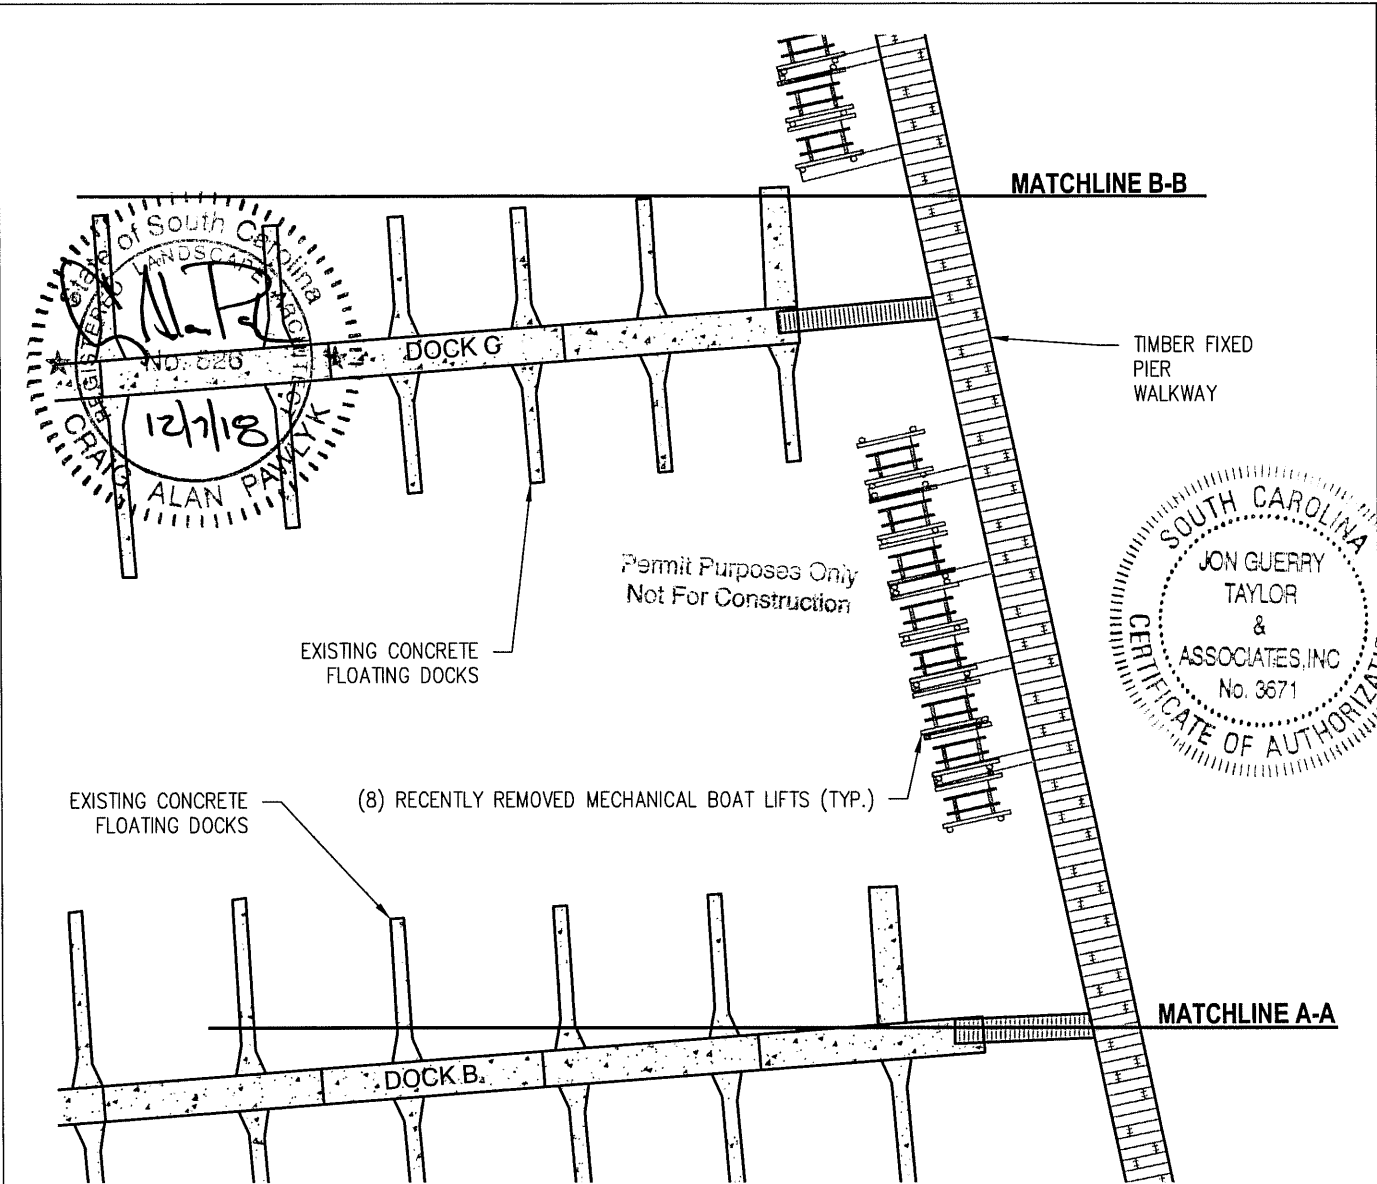 MATCHLINE B-B
State of South Carolina
REGISTERED LANDSCAPE ARCHITECT
No. 626
12/7/18
CRAIG ALAN PAWLYK
DOCK G
TIMBER FIXED
PIER
WALKWAY
SOUTH CAROLINA
JON GUERRY
TAYLOR
&
ASSOCIATES, INC
No. 3671
CERTIFICATE OF
Permit Purposes Only
Not For Construction
EXISTING CONCRETE
FLOATING DOCKS
EXISTING CONCRETE
FLOATING DOCKS
(8) RECENTLY REMOVED MECHANICAL BOAT LIFTS (TYP.)
MATCHLINE A-A
DOCK B